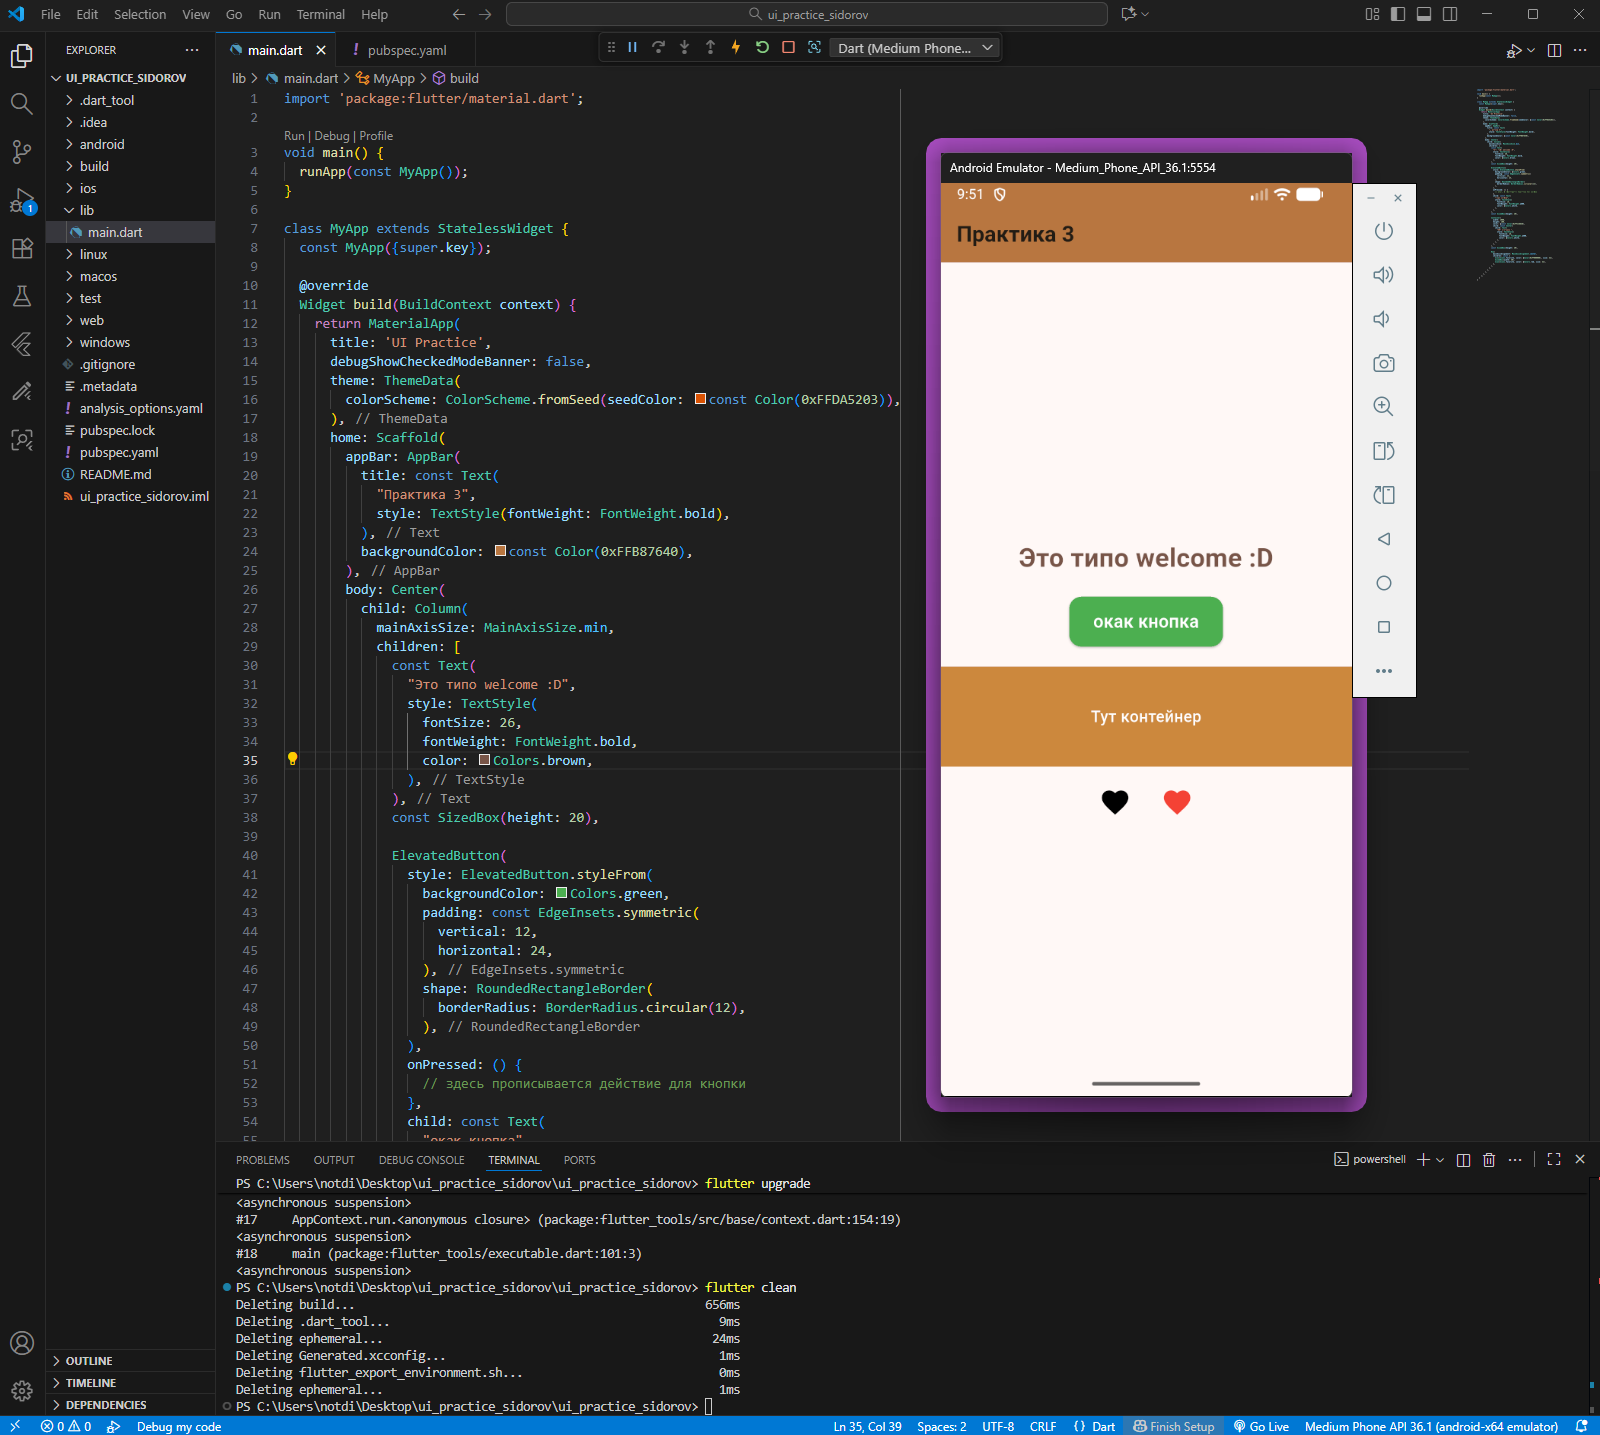 File Edit Selection View Go Run Terminal Help
ui_practice_sidorov
EXPLORER
UI_PRACTICE_SIDOROV
.dart_tool
.idea
android
build
ios
lib
main.dart
linux
macos
test
web
windows
.gitignore
.metadata
analysis_options.yaml
pubspec.lock
pubspec.yaml
README.md
ui_practice_sidorov.iml
OUTLINE
TIMELINE
DEPENDENCIES
1
main.dart
pubspec.yaml
Dart (Medium Phone...
lib > main.dart > MyApp > build
1 import 'package:flutter/material.dart';
2
Run | Debug | Profile
3 void main() {
4 runApp(const MyApp());
5 }
6
7 class MyApp extends StatelessWidget {
8 const MyApp({super.key});
9
10 @override
11 Widget build(BuildContext context) {
12 return MaterialApp(
13 title: 'UI Practice',
14 debugShowCheckedModeBanner: false,
15 theme: ThemeData(
16 colorScheme: ColorScheme.fromSeed(seedColor: const Color(0xFFDA5203)),
17 ), // ThemeData
18 home: Scaffold(
19 appBar: AppBar(
20 title: const Text(
21 "Практика 3",
22 style: TextStyle(fontWeight: FontWeight.bold),
23 ), // Text
24 backgroundColor: const Color(0xFFB87640),
25 ), // AppBar
26 body: Center(
27 child: Column(
28 mainAxisSize: MainAxisSize.min,
29 children: [
30 const Text(
31 "Это типо welcome :D",
32 style: TextStyle(
33 fontSize: 26,
34 fontWeight: FontWeight.bold,
35 color: Colors.brown,
36 ), // TextStyle
37 ), // Text
38 const SizedBox(height: 20),
39
40 ElevatedButton(
41 style: ElevatedButton.styleFrom(
42 backgroundColor: Colors.green,
43 padding: const EdgeInsets.symmetric(
44 vertical: 12,
45 horizontal: 24,
46 ), // EdgeInsets.symmetric
47 shape: RoundedRectangleBorder(
48 borderRadius: BorderRadius.circular(12),
49 ), // RoundedRectangleBorder
50 ),
51 onPressed: () {
52 // здесь прописывается действие для кнопки
53 },
54 child: const Text(
55 "окак кнопка"
Android Emulator - Medium_Phone_API_36.1:5554
9:51
Практика 3
Это типо welcome :D
окак кнопка
Тут контейнер
PROBLEMS OUTPUT DEBUG CONSOLE TERMINAL PORTS
powershell
PS C:\Users\notdi\Desktop\ui_practice_sidorov\ui_practice_sidorov> flutter upgrade
<asynchronous suspension>
#17 AppContext.run.<anonymous closure> (package:flutter_tools/src/base/context.dart:154:19)
<asynchronous suspension>
#18 main (package:flutter_tools/executable.dart:101:3)
<asynchronous suspension>
PS C:\Users\notdi\Desktop\ui_practice_sidorov\ui_practice_sidorov> flutter clean
Deleting build... 656ms
Deleting .dart_tool... 9ms
Deleting ephemeral... 24ms
Deleting Generated.xcconfig... 1ms
Deleting flutter_export_environment.sh... 0ms
Deleting ephemeral... 1ms
PS C:\Users\notdi\Desktop\ui_practice_sidorov\ui_practice_sidorov>
0 0 Debug my code
Ln 35, Col 39 Spaces: 2 UTF-8 CRLF {} Dart Finish Setup Go Live Medium Phone API 36.1 (android-x64 emulator)